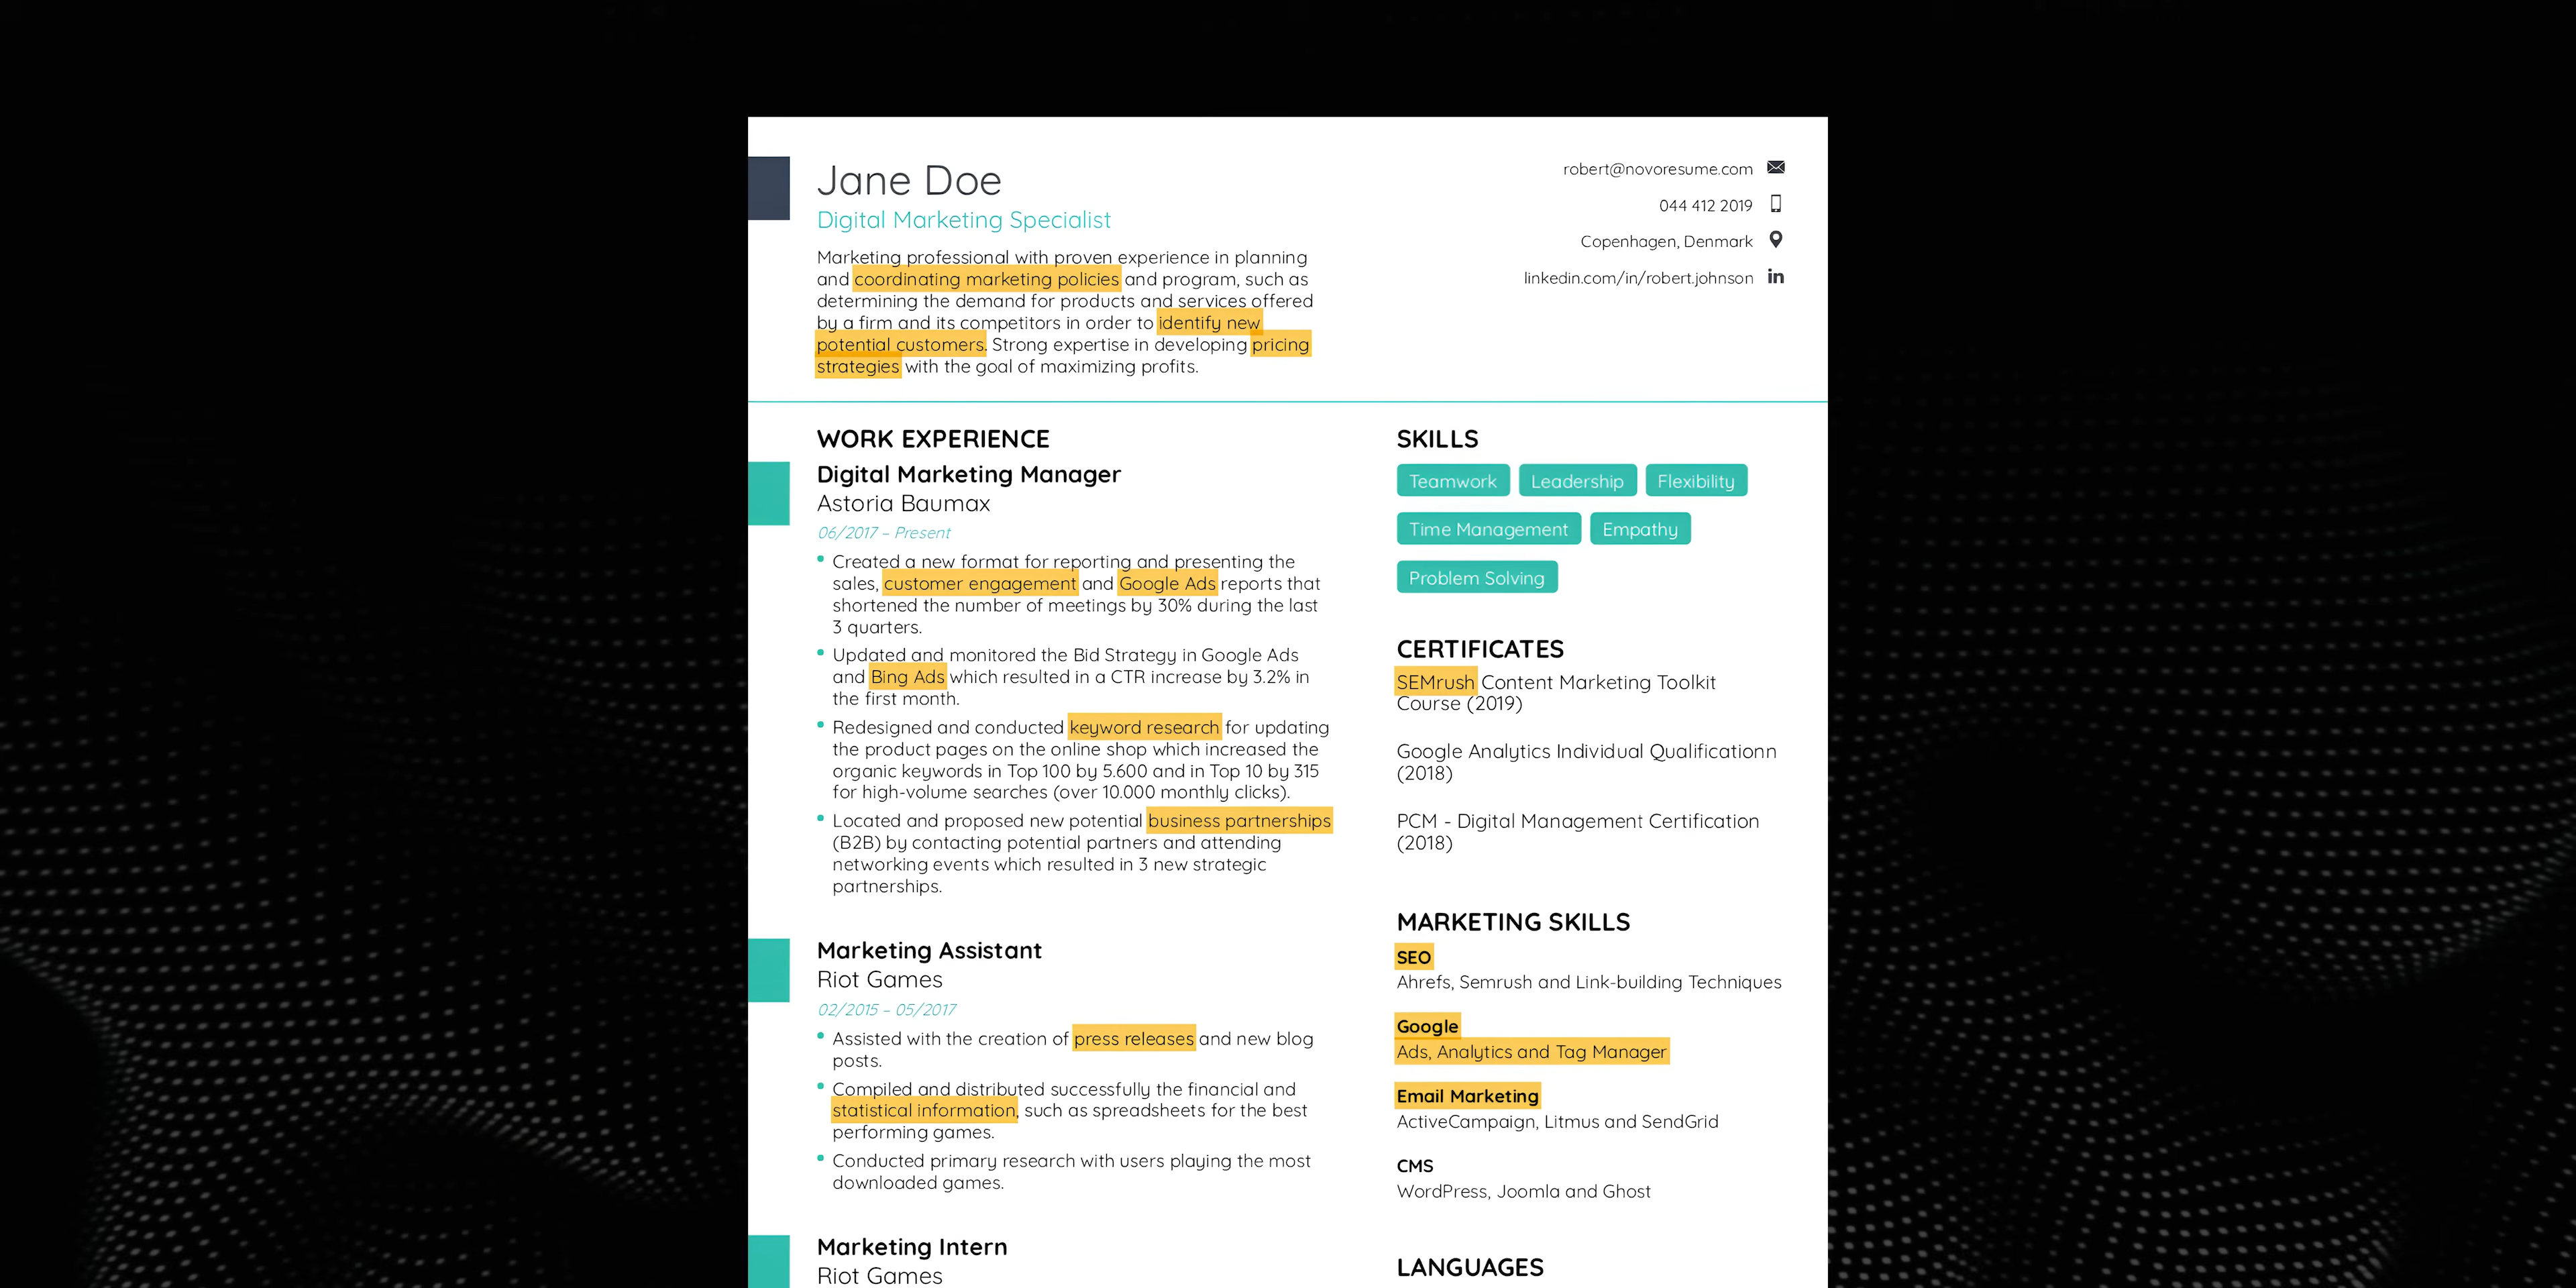 Jane Doe
Digital Marketing Specialist
Marketing professional with proven experience in planning
and coordinating marketing policies and program, such as
determining the demand for products and services offered
by a firm and its competitors in order to identify new
potential customers. Strong expertise in developing pricing
strategies with the goal of maximizing profits.
robert@novoresume.com
044 412 2019
Copenhagen, Denmark
linkedin.com/in/robert.johnson
in
WORK EXPERIENCE
Digital Marketing Manager
Astoria Baumax
06/2017 – Present
• Created a new format for reporting and presenting the
sales, customer engagement and Google Ads reports that
shortened the number of meetings by 30% during the last
3 quarters.
• Updated and monitored the Bid Strategy in Google Ads
and Bing Ads which resulted in a CTR increase by 3.2% in
the first month.
• Redesigned and conducted keyword research for updating
the product pages on the online shop which increased the
organic keywords in Top 100 by 5.600 and in Top 10 by 315
for high-volume searches (over 10.000 monthly clicks).
• Located and proposed new potential business partnerships
(B2B) by contacting potential partners and attending
networking events which resulted in 3 new strategic
partnerships.
Marketing Assistant
Riot Games
02/2015 – 05/2017
• Assisted with the creation of press releases and new blog
posts.
• Compiled and distributed successfully the financial and
statistical information, such as spreadsheets for the best
performing games.
• Conducted primary research with users playing the most
downloaded games.
Marketing Intern
Riot Games
SKILLS
Teamwork Leadership Flexibility
Time Management Empathy
Problem Solving
CERTIFICATES
SEMrush Content Marketing Toolkit
Course (2019)
Google Analytics Individual Qualificationn
(2018)
PCM - Digital Management Certification
(2018)
MARKETING SKILLS
SEO
Ahrefs, Semrush and Link-building Techniques
Google
Ads, Analytics and Tag Manager
Email Marketing
ActiveCampaign, Litmus and SendGrid
CMS
WordPress, Joomla and Ghost
LANGUAGES